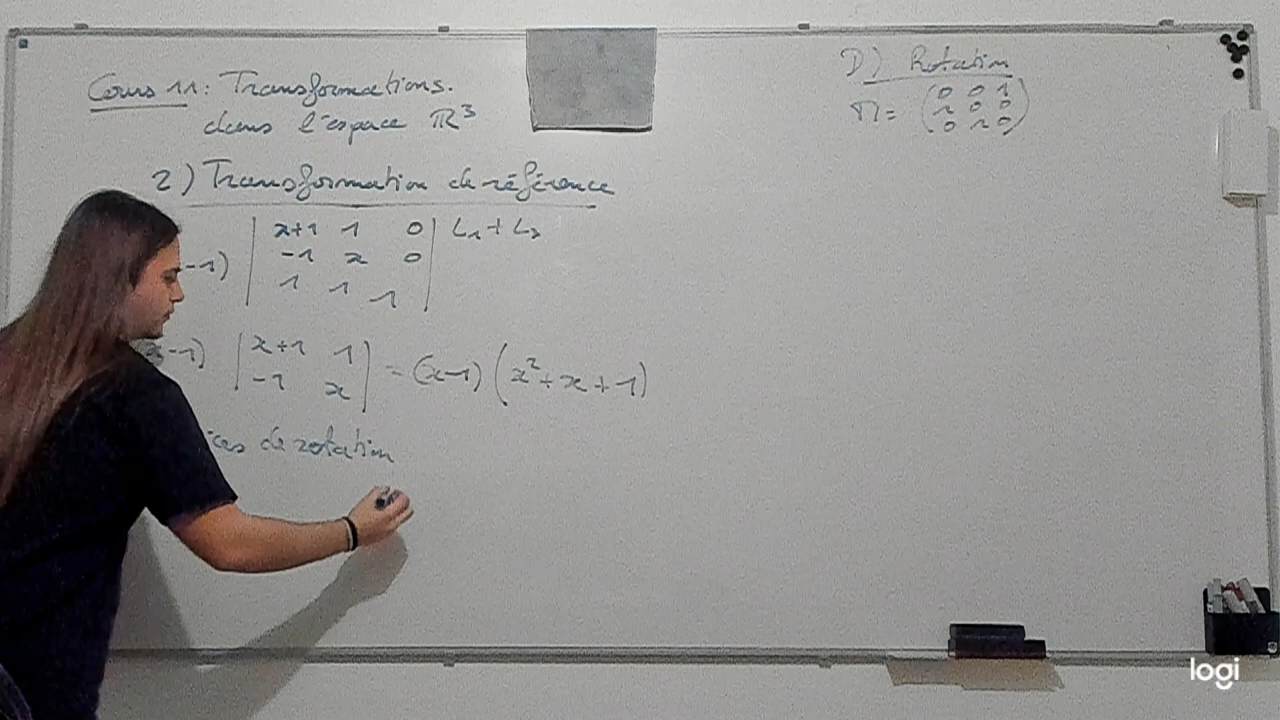 Cours 11: Transformations.
dans l'espace ℝ³
2) Transformation de référence
| x+1 1 0 | L₁+L₂
-1) | -1 x 0 |
| 1 1 1 |
x-1) | x+1 1 | = (x-1) (x²+x+1)
| -1 x |
ices de rotation
D) Rotation
M = ( 0 0 1 )
( 1 0 0 )
( 0 1 0 )
logi